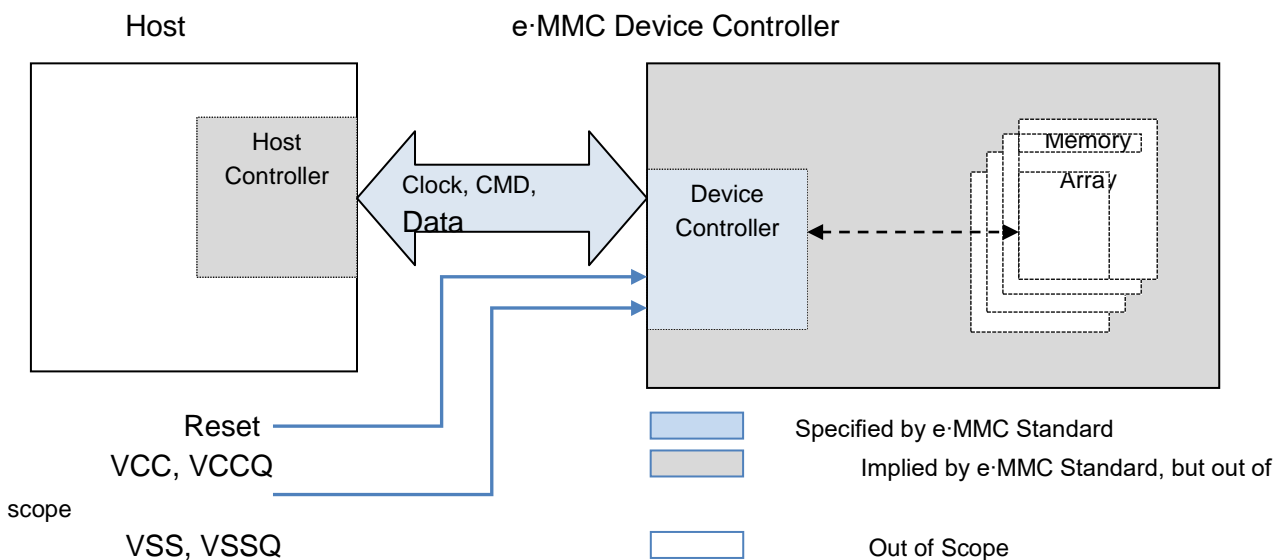 Host
e·MMC Device Controller
Host
Controller
Clock, CMD,
Data
Device
Controller
Memory
Array
Reset
VCC, VCCQ
VSS, VSSQ
Specified by e·MMC Standard
Implied by e·MMC Standard, but out of
scope
Out of Scope